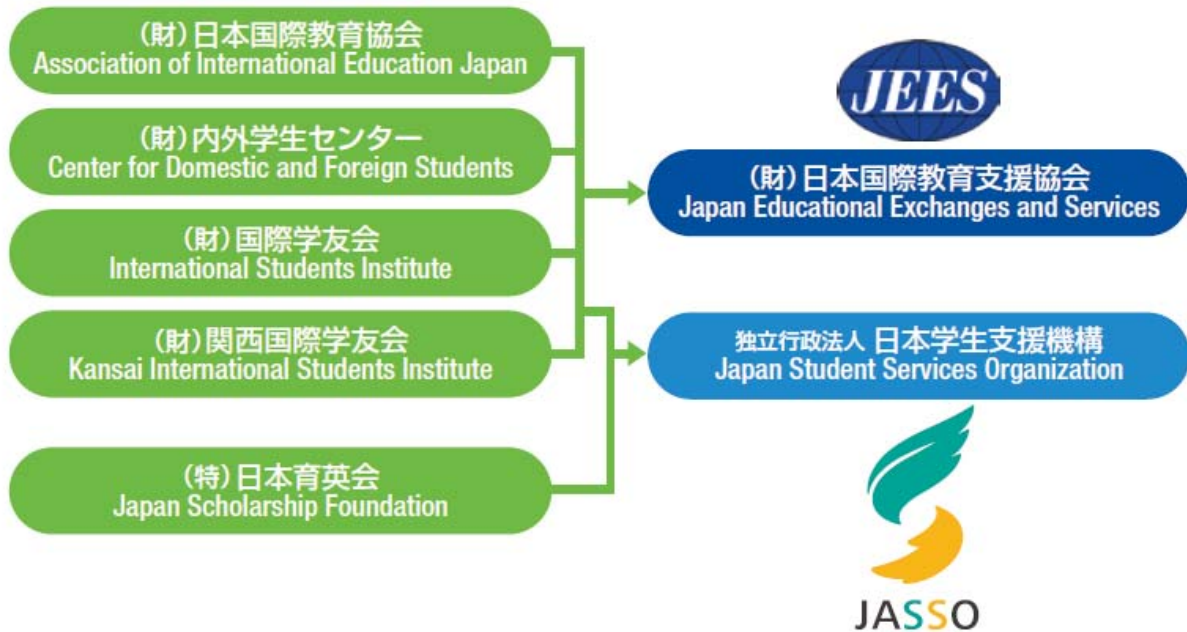 (財)日本国際教育協会
Association of International Education Japan
(財)内外学生センター
Center for Domestic and Foreign Students
(財)国際学友会
International Students Institute
(財)関西国際学友会
Kansai International Students Institute
(特)日本育英会
Japan Scholarship Foundation
JEES
(財)日本国際教育支援協会
Japan Educational Exchanges and Services
独立行政法人 日本学生支援機構
Japan Student Services Organization
JASSO